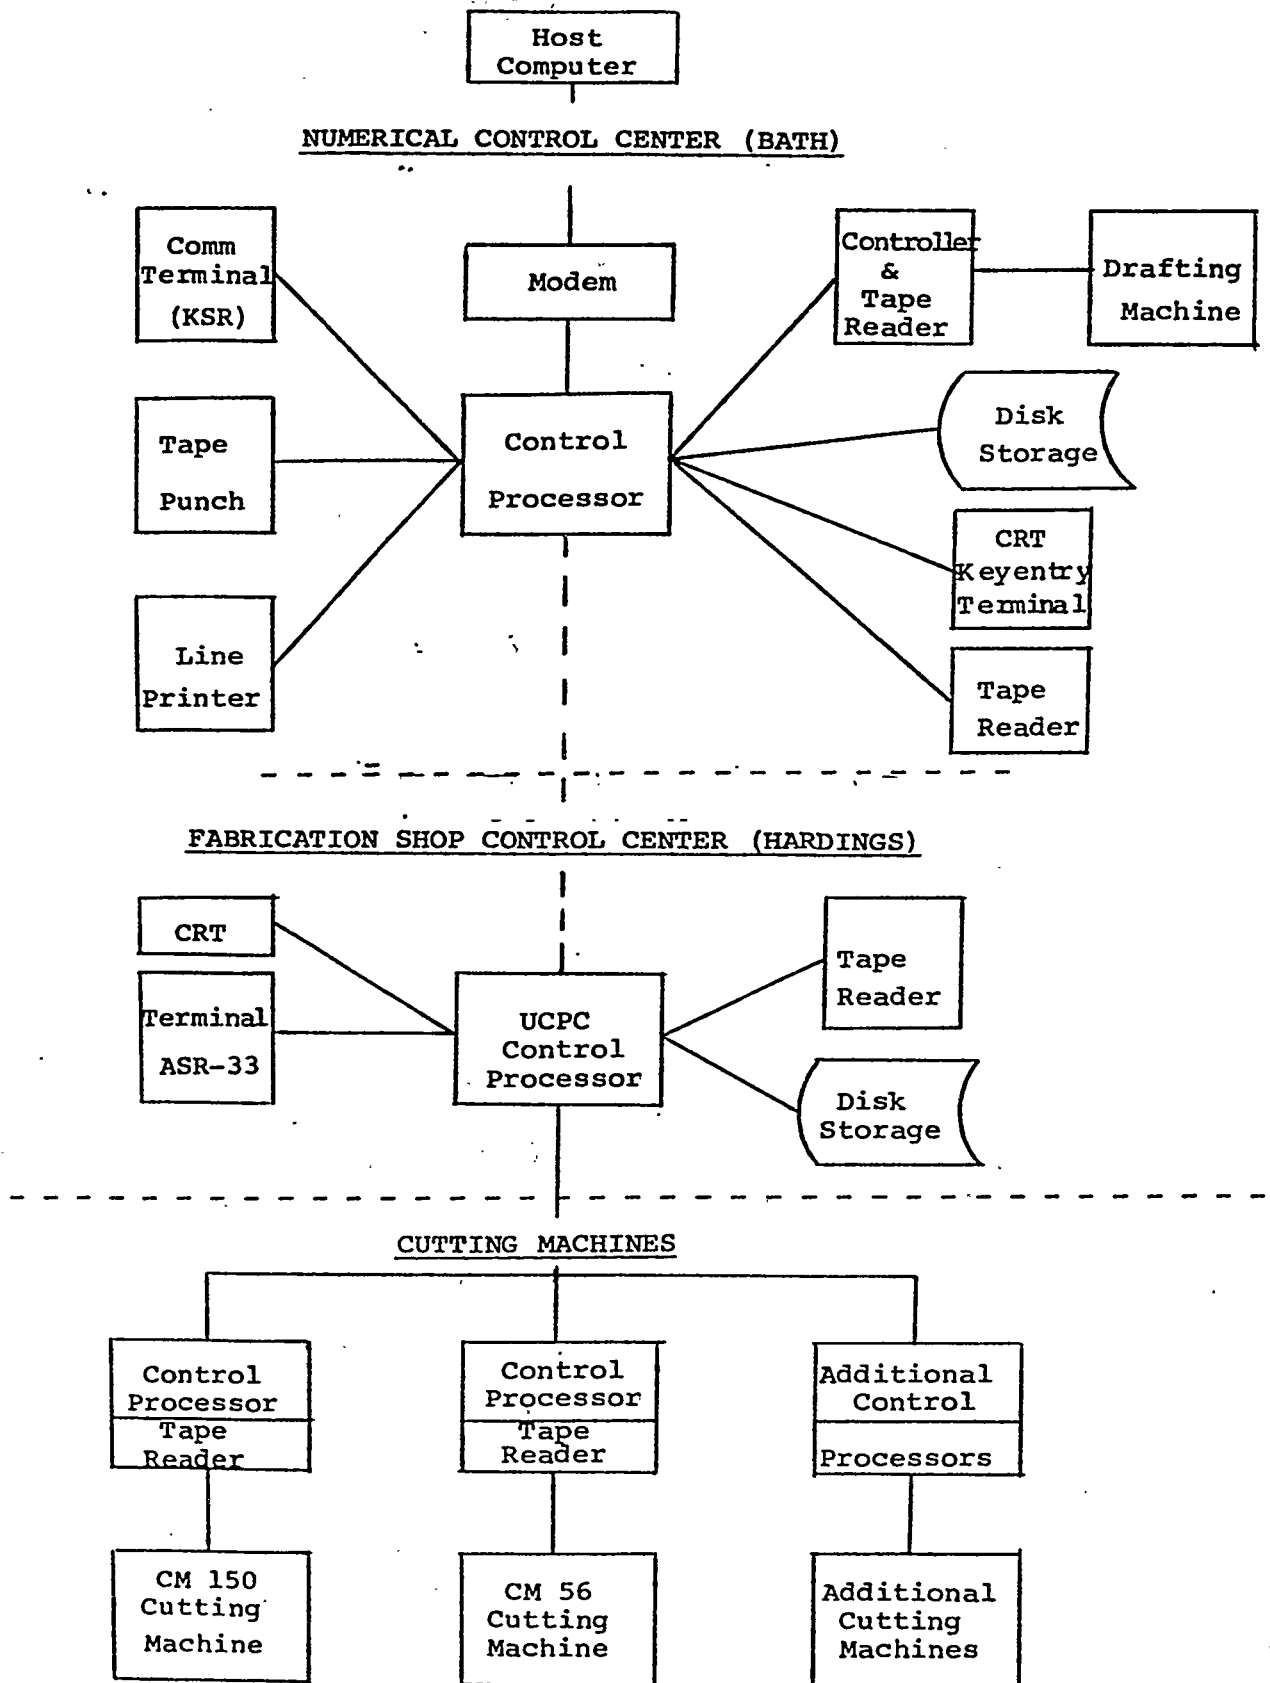 Host
Computer
NUMERICAL CONTROL CENTER (BATH)
Comm
Terminal
(KSR)
Modem
Controller
&
Tape
Reader
Drafting
Machine
Tape
Punch
Control
Processor
Disk
Storage
CRT
Keyentry
Terminal
Line
Printer
Tape
Reader
FABRICATION SHOP CONTROL CENTER (HARDINGS)
CRT
Terminal
ASR-33
UCPC
Control
Processor
Tape
Reader
Disk
Storage
CUTTING MACHINES
Control
Processor
Tape
Reader
Control
Processor
Tape
Reader
Additional
Control
Processors
CM 150
Cutting
Machine
CM 56
Cutting
Machine
Additional
Cutting
Machines